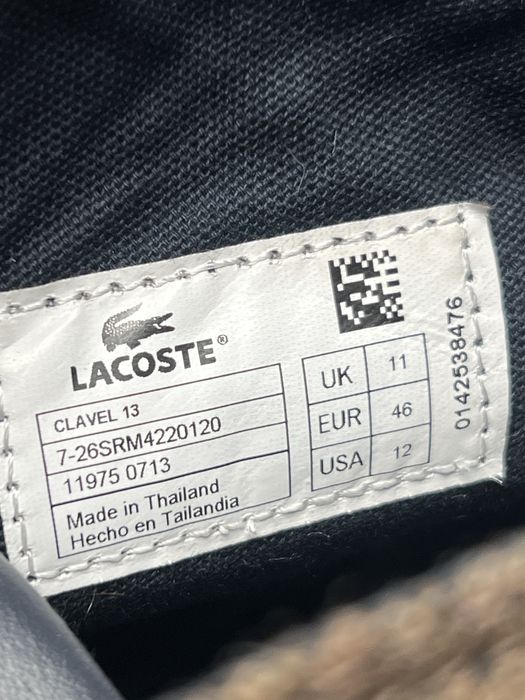 LACOSTE®
CLAVEL 13
7-26SRM4220120
11975 0713
Made in Thailand
Hecho en Tailandia
UK 11
EUR 46
USA 12
0142538476